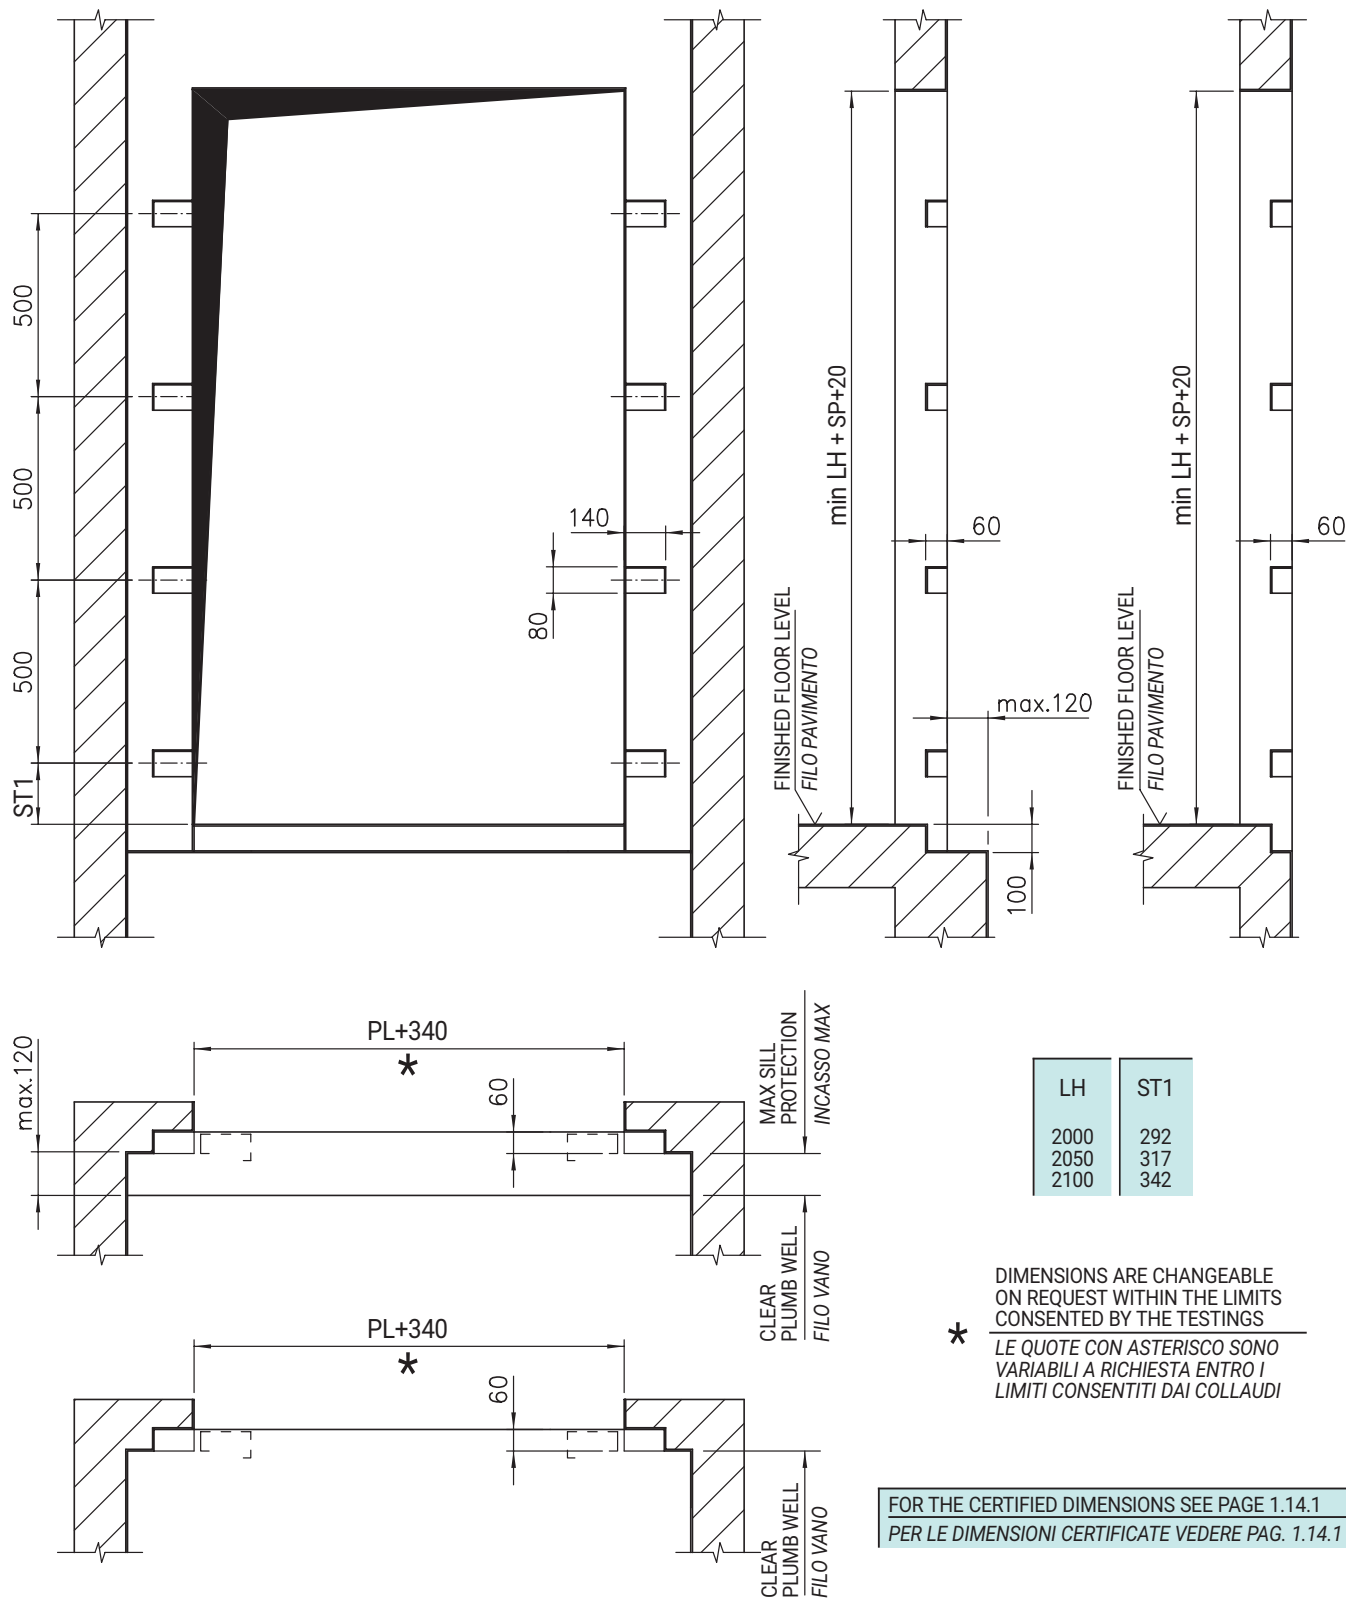 500
500
500
ST1
140
80
min LH + SP+20
60
FINISHED FLOOR LEVEL
FILO PAVIMENTO
max.120
100
min LH + SP+20
60
FINISHED FLOOR LEVEL
FILO PAVIMENTO
max.120
PL+340
*
60
MAX SILL
PROTECTION
INCASSO MAX
CLEAR
PLUMB WELL
FILO VANO
PL+340
*
60
CLEAR
PLUMB WELL
FILO VANO
LH ST1
2000 292
2050 317
2100 342
*
DIMENSIONS ARE CHANGEABLE
ON REQUEST WITHIN THE LIMITS
CONSENTED BY THE TESTINGS
LE QUOTE CON ASTERISCO SONO
VARIABILI A RICHIESTA ENTRO I
LIMITI CONSENTITI DAI COLLAUDI
FOR THE CERTIFIED DIMENSIONS SEE PAGE 1.14.1
PER LE DIMENSIONI CERTIFICATE VEDERE PAG. 1.14.1